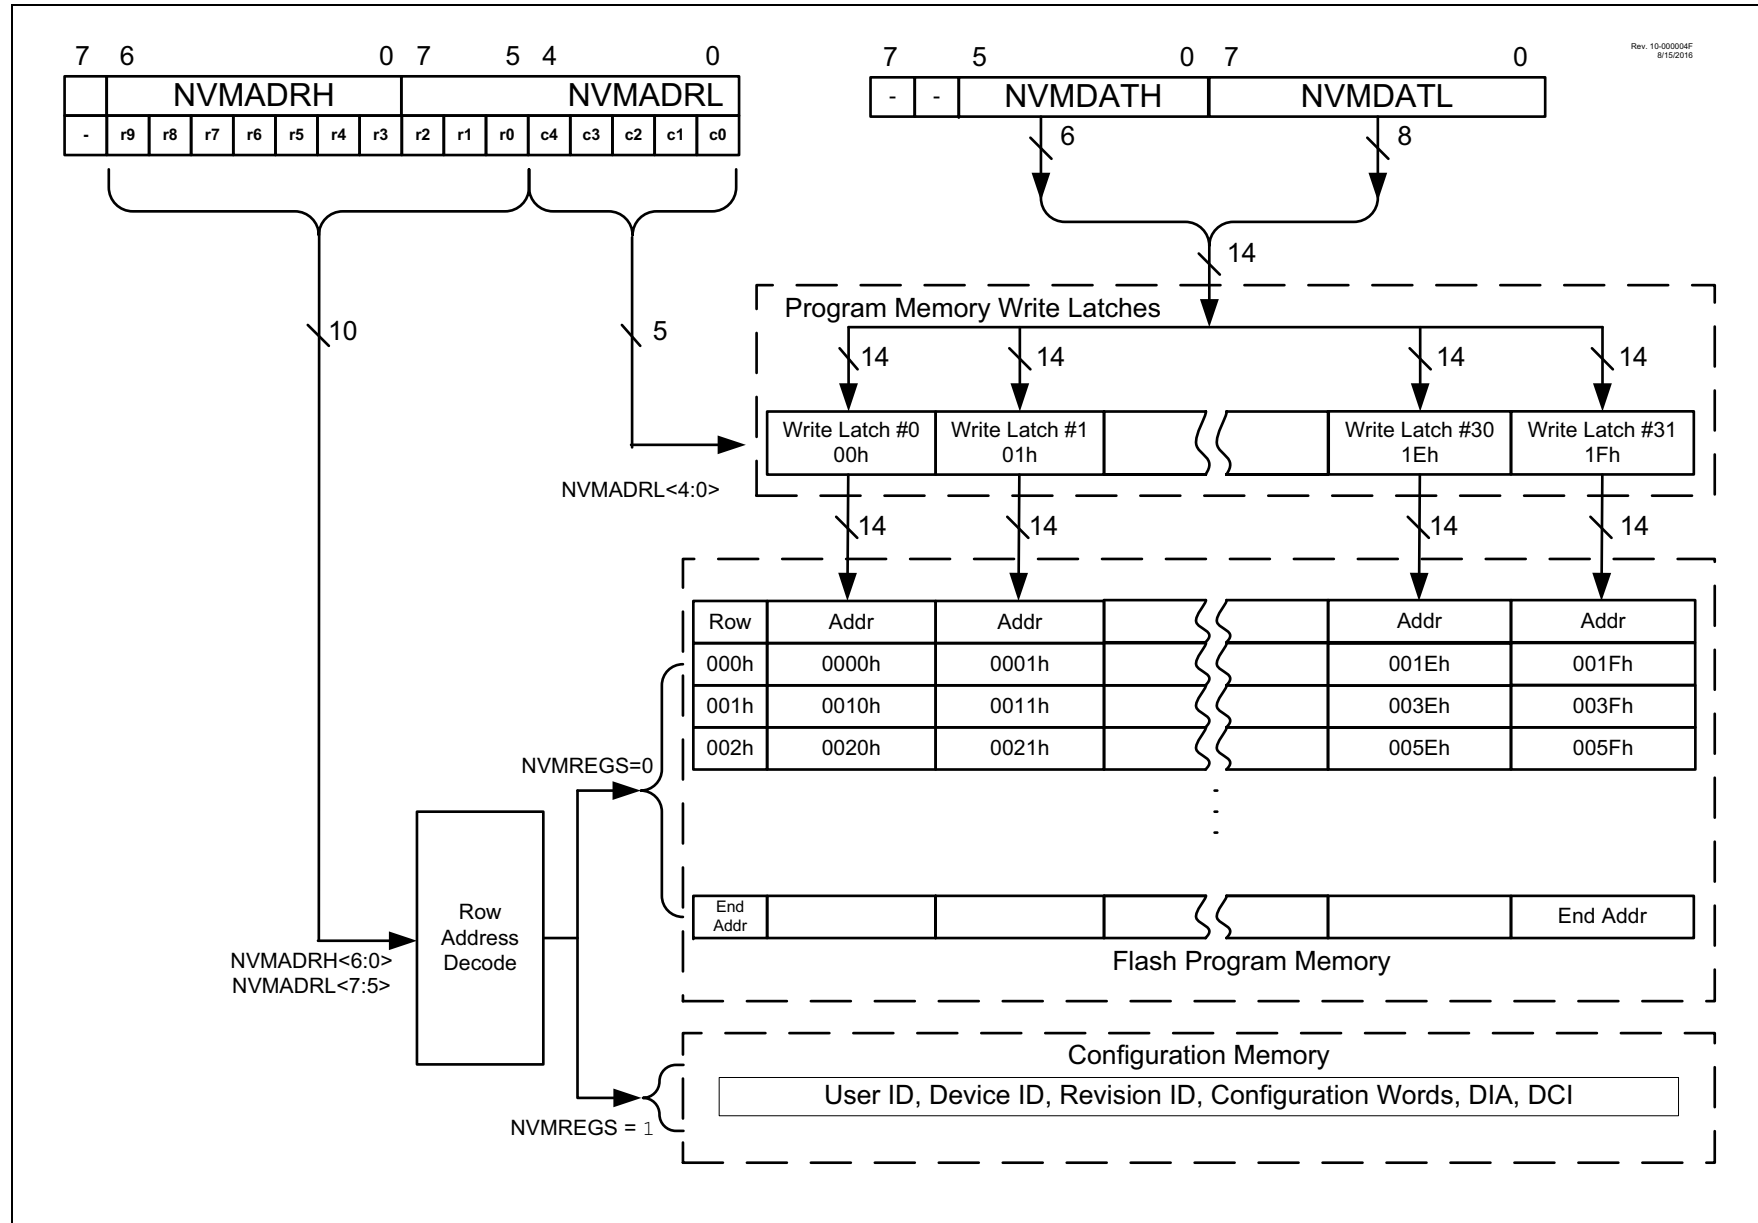 Rev. 10-000004F
8/15/2016
7 6 0 7 5 4 0
7 5 0 7 0
NVMADRH NVMADRL
- r9 r8 r7 r6 r5 r4 r3 r2 r1 r0 c4 c3 c2 c1 c0
- - NVMDATH NVMDATL
6 8
14
10 5
Program Memory Write Latches
14 14 14 14
Write Latch #0 Write Latch #1 Write Latch #30 Write Latch #31
00h 01h 1Eh 1Fh
NVMADRL<4:0>
14 14 14 14
Row Addr Addr Addr Addr
000h 0000h 0001h 001Eh 001Fh
001h 0010h 0011h 003Eh 003Fh
002h 0020h 0021h 005Eh 005Fh
NVMREGS=0
End
Addr
End Addr
Flash Program Memory
Row
Address
Decode
NVMADRH<6:0>
NVMADRL<7:5>
Configuration Memory
User ID, Device ID, Revision ID, Configuration Words, DIA, DCI
NVMREGS = 1